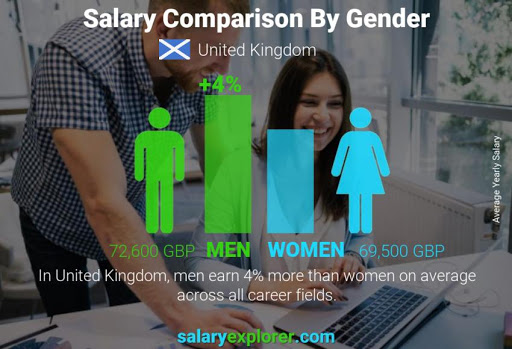 Salary Comparison By Gender
United Kingdom
+4%
72,600 GBP MEN WOMEN 69,500 GBP
Average Yearly Salary
In United Kingdom, men earn 4% more than women on average
across all career fields.
salaryexplorer.com